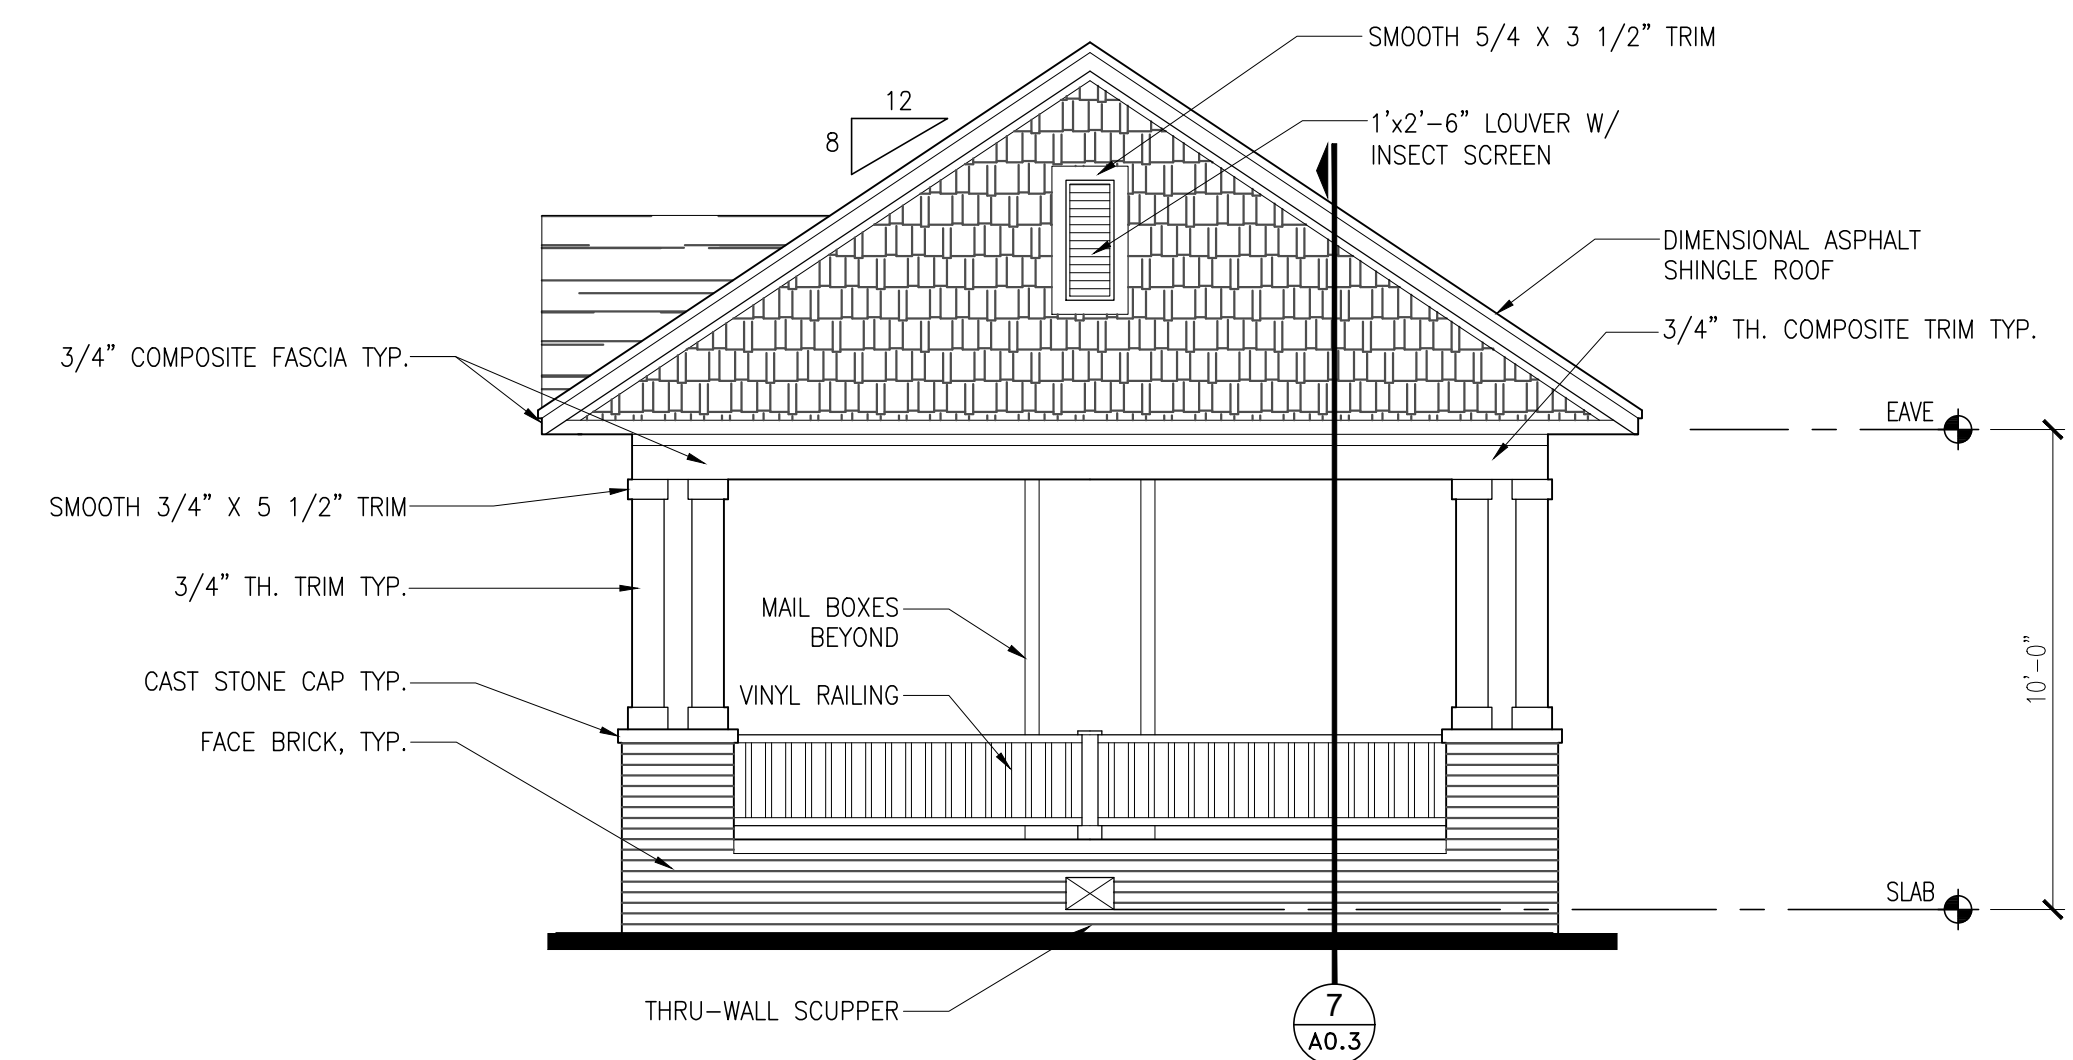 SMOOTH 5/4 X 3 1/2" TRIM
12
8
1'x2'-6" LOUVER W/
INSECT SCREEN
DIMENSIONAL ASPHALT
SHINGLE ROOF
3/4" TH. COMPOSITE TRIM TYP.
3/4" COMPOSITE FASCIA TYP.
EAVE
SMOOTH 3/4" X 5 1/2" TRIM
3/4" TH. TRIM TYP.
MAIL BOXES
BEYOND
10'-0"
CAST STONE CAP TYP.
VINYL RAILING
FACE BRICK, TYP.
SLAB
THRU-WALL SCUPPER
7
A0.3